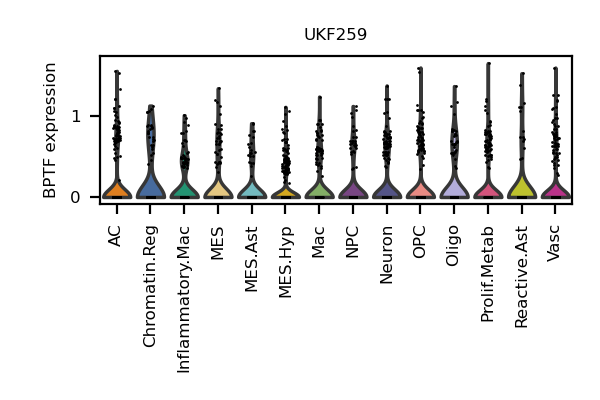 UKF259
BPTF expression
1
0
AC
Chromatin.Reg
Inflammatory.Mac
MES
MES.Ast
MES.Hyp
Mac
NPC
Neuron
OPC
Oligo
Prolif.Metab
Reactive.Ast
Vasc